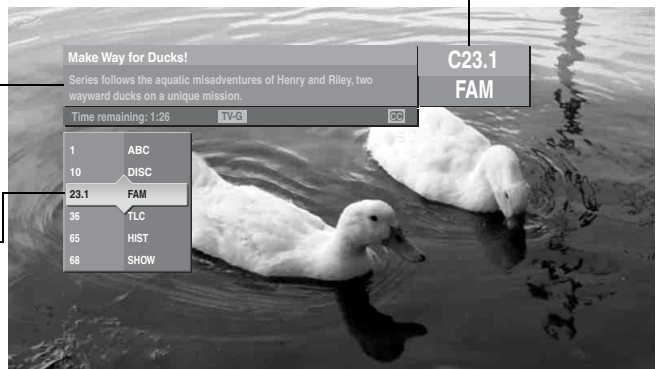 Make Way for Ducks!
Series follows the aquatic misadventures of Henry and Riley, two
wayward ducks on a unique mission.
Time remaining: 1:26 TV-G CC
C23.1
FAM
1 ABC
10 DISC
23.1 FAM
36 TLC
65 HIST
68 SHOW